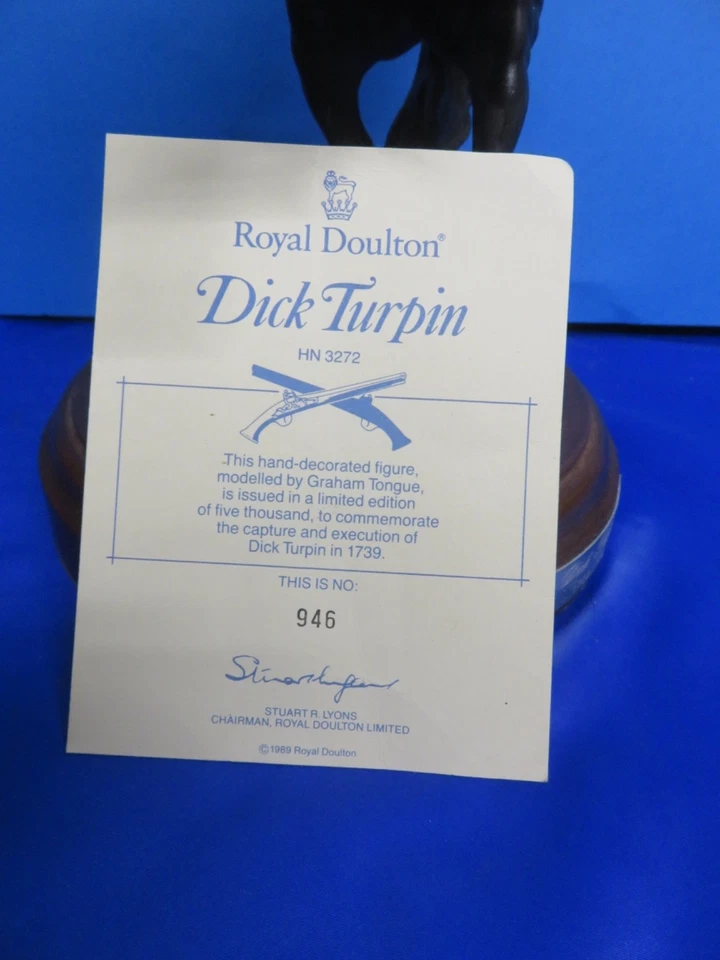 Royal Doulton®
Dick Turpin
HN 3272
This hand-decorated figure,
modelled by Graham Tongue,
is issued in a limited edition
of five thousand, to commemorate
the capture and execution of
Dick Turpin in 1739.
THIS IS NO:
946
STUART R. LYONS
CHAIRMAN, ROYAL DOULTON LIMITED
©1989 Royal Doulton